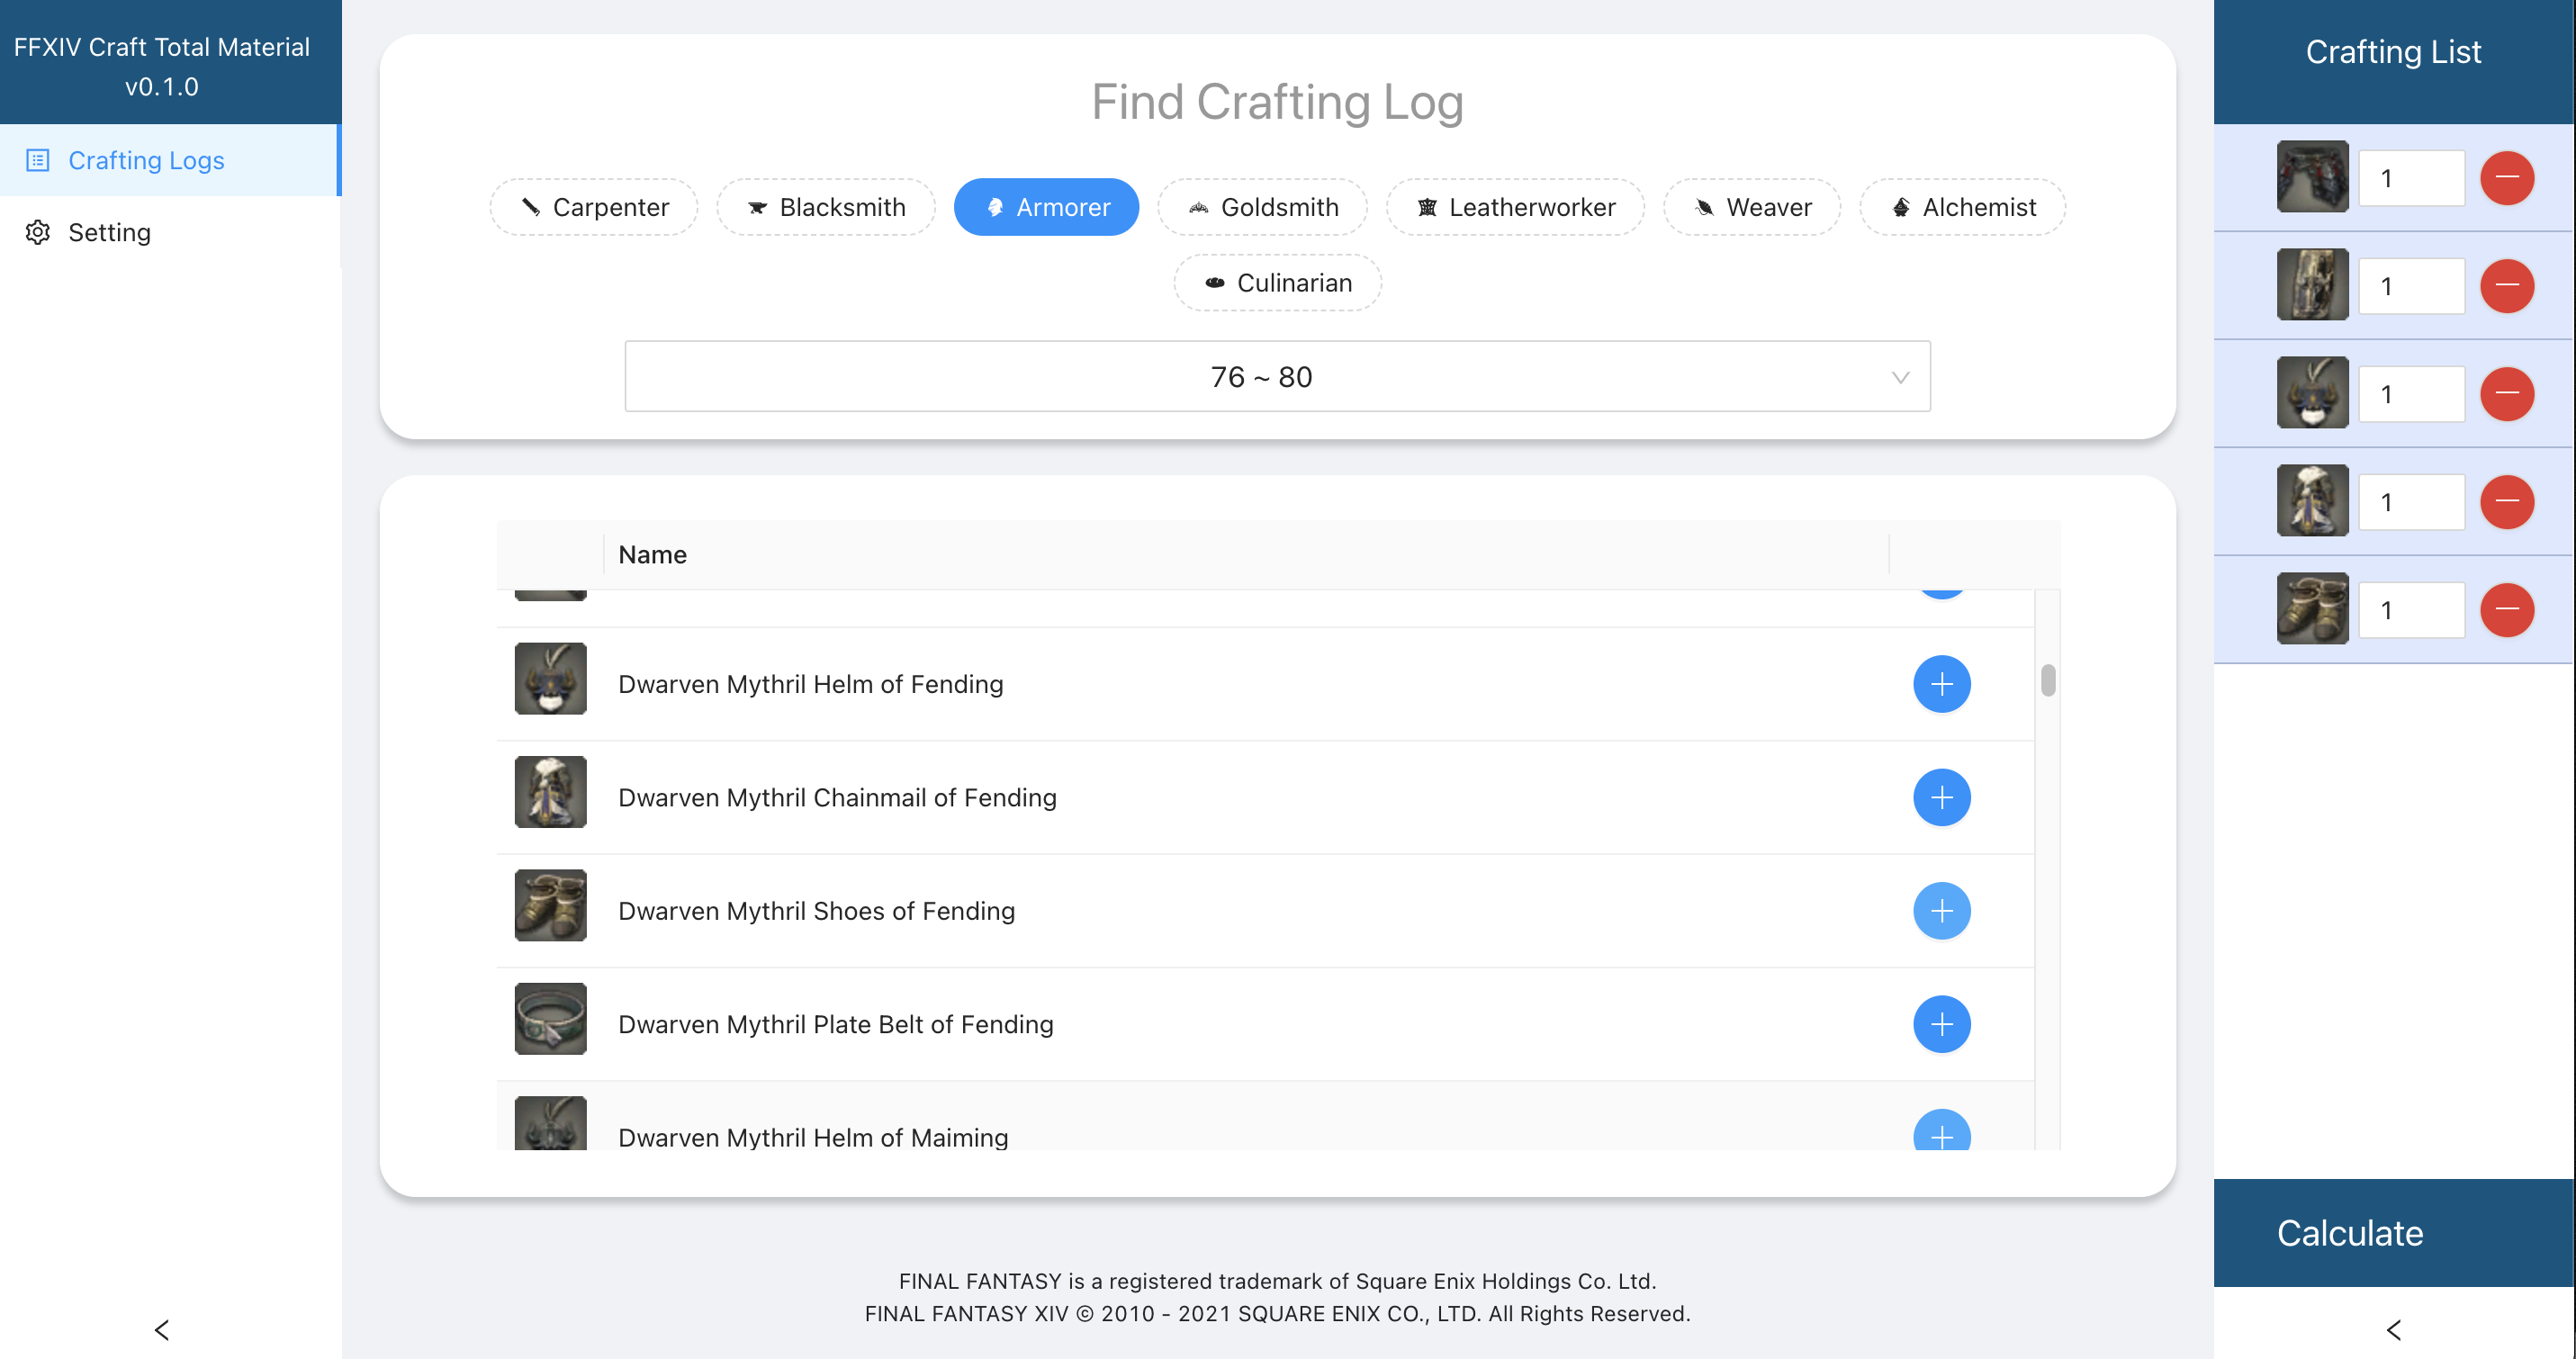 FFXIV Craft Total Material
v0.1.0
Crafting Logs
Setting
Find Crafting Log
Carpenter
Blacksmith
Armorer
Goldsmith
Leatherworker
Weaver
Alchemist
Culinarian
76 ~ 80
Name
Dwarven Mythril Helm of Fending
Dwarven Mythril Chainmail of Fending
Dwarven Mythril Shoes of Fending
Dwarven Mythril Plate Belt of Fending
Dwarven Mythril Helm of Maiming
FINAL FANTASY is a registered trademark of Square Enix Holdings Co. Ltd.
FINAL FANTASY XIV © 2010 - 2021 SQUARE ENIX CO., LTD. All Rights Reserved.
Crafting List
1
1
1
1
1
Calculate